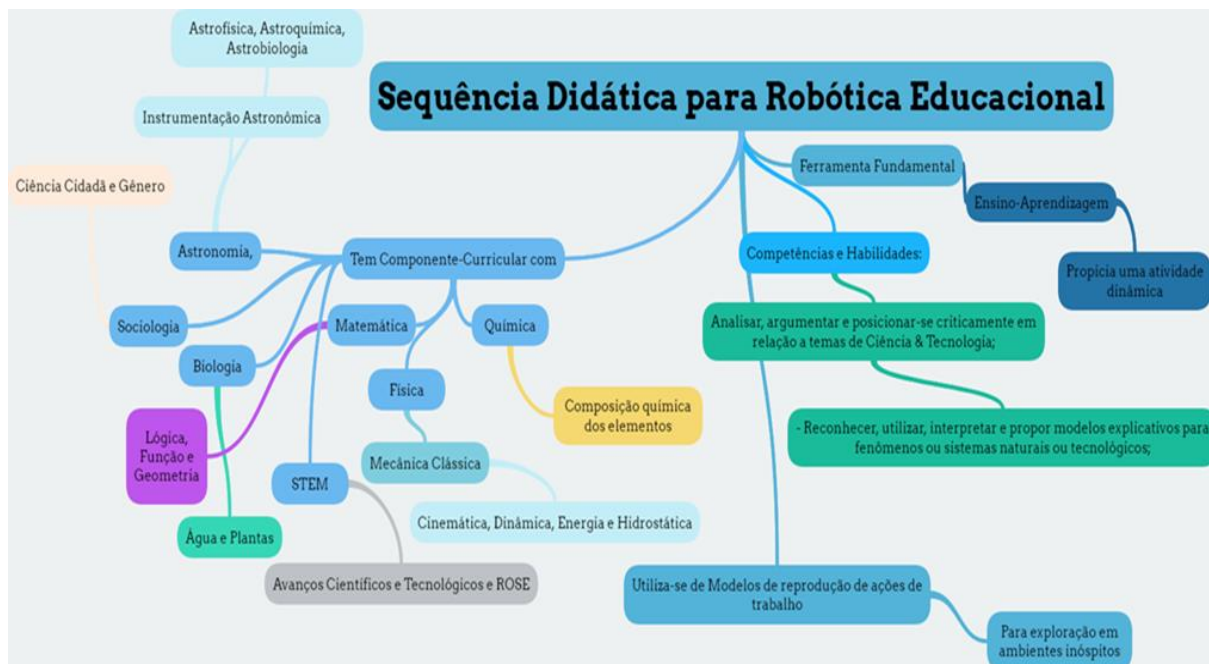 Sequência Didática para Robótica Educacional
Astrofísica, Astroquímica,
Astrobiologia
Instrumentação Astronômica
Ciência Cidadã e Gênero
Astronomia,
Sociologia
Biologia
Lógica,
Função e
Geometria
Água e Plantas
Tem Componente-Curricular com
Matemática
Química
Física
Composição química
dos elementos
Mecânica Clássica
Cinemática, Dinâmica, Energia e Hidrostática
STEM
Avanços Científicos e Tecnológicos e ROSE
Ferramenta Fundamental
Ensino-Aprendizagem
Propicia uma atividade
dinâmica
Competências e Habilidades:
Analisar, argumentar e posicionar-se criticamente em
relação a temas de Ciência & Tecnologia;
- Reconhecer, utilizar, interpretar e propor modelos explicativos para
fenômenos ou sistemas naturais ou tecnológicos;
Utiliza-se de Modelos de reprodução de ações de
trabalho
Para exploração em
ambientes inóspitos